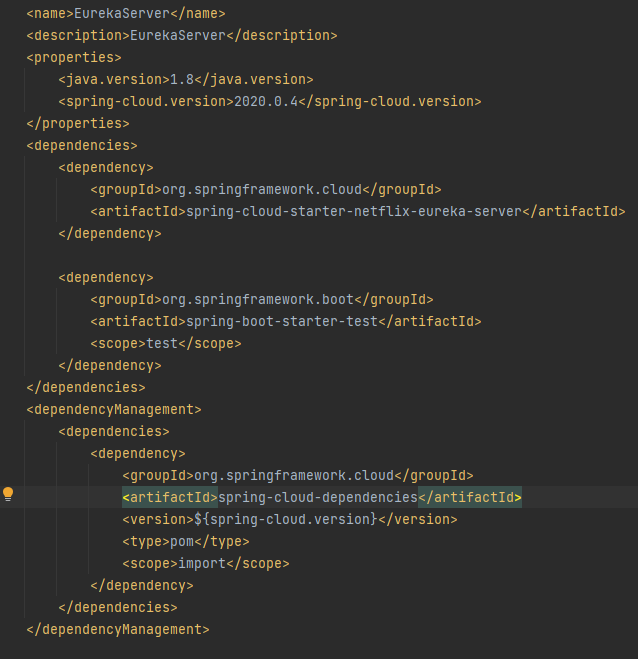 <name>EurekaServer</name>
<description>EurekaServer</description>
<properties>
<java.version>1.8</java.version>
<spring-cloud.version>2020.0.4</spring-cloud.version>
</properties>
<dependencies>
<dependency>
<groupId>org.springframework.cloud</groupId>
<artifactId>spring-cloud-starter-netflix-eureka-server</artifactId>
</dependency>
<dependency>
<groupId>org.springframework.boot</groupId>
<artifactId>spring-boot-starter-test</artifactId>
<scope>test</scope>
</dependency>
</dependencies>
<dependencyManagement>
<dependencies>
<dependency>
<groupId>org.springframework.cloud</groupId>
<artifactId>spring-cloud-dependencies</artifactId>
<version>${spring-cloud.version}</version>
<type>pom</type>
<scope>import</scope>
</dependency>
</dependencies>
</dependencyManagement>